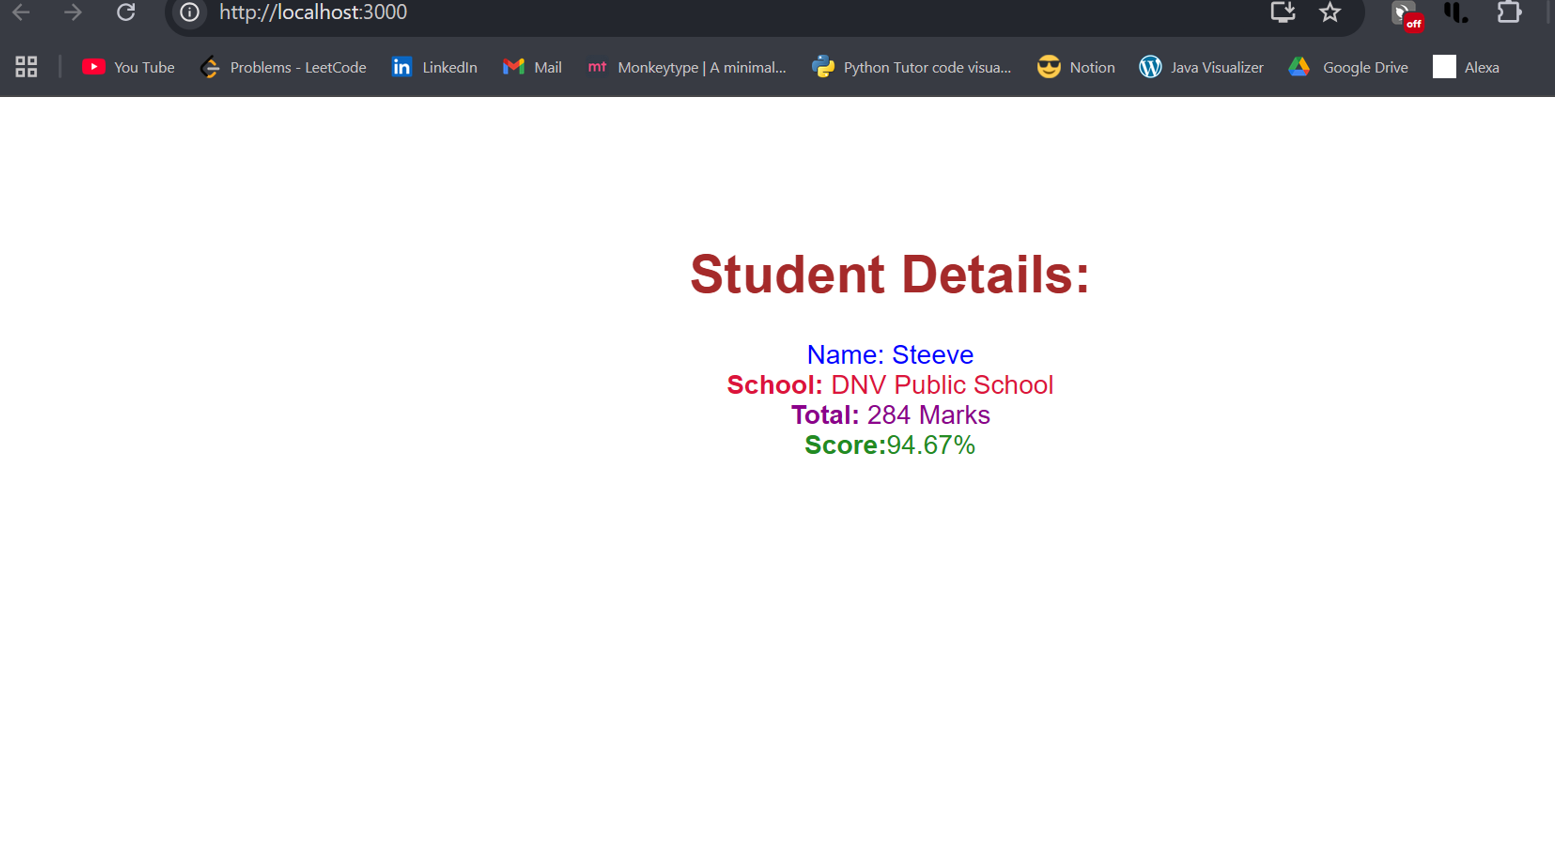 http://localhost:3000
off
You Tube
Problems - LeetCode
in
LinkedIn
Mail
mt
Monkeytype | A minimal...
Python Tutor code visua...
Notion
Java Visualizer
Google Drive
Alexa
Student Details:
Name: Steeve
School: DNV Public School
Total: 284 Marks
Score:94.67%